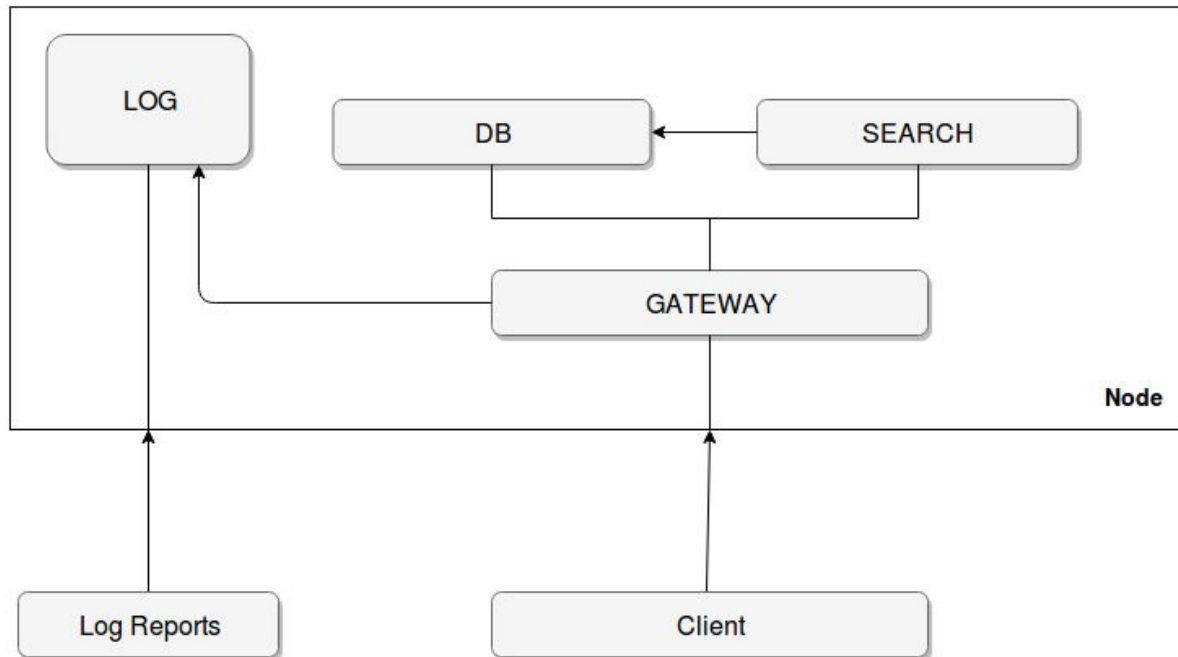 LOG
DB
SEARCH
GATEWAY
Node
Log Reports
Client